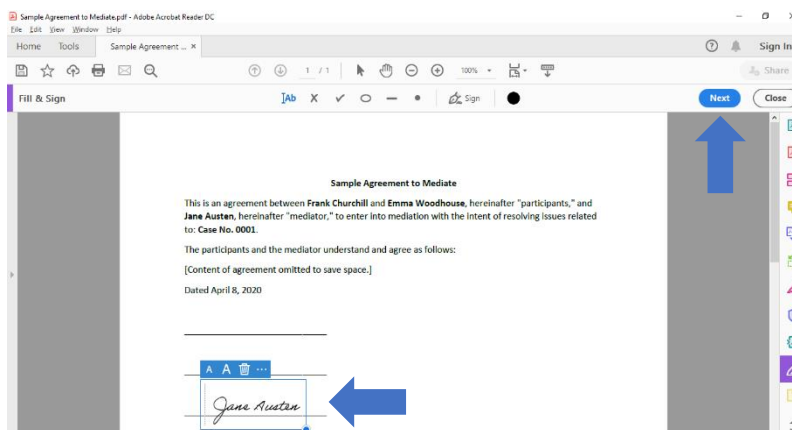 Sample Agreement to Mediate.pdf - Adobe Acrobat Reader DC
File Edit View Window Help
Home Tools Sample Agreement ... × Sign In
1 / 1 100% Share
Fill & Sign Ab X Sign Next Close
Sample Agreement to Mediate
This is an agreement between Frank Churchill and Emma Woodhouse, hereinafter "participants," and
Jane Austen, hereinafter "mediator," to enter into mediation with the intent of resolving issues related
to: Case No. 0001.
The participants and the mediator understand and agree as follows:
[Content of agreement omitted to save space.]
Dated April 8, 2020
A A ...
Jane Austen